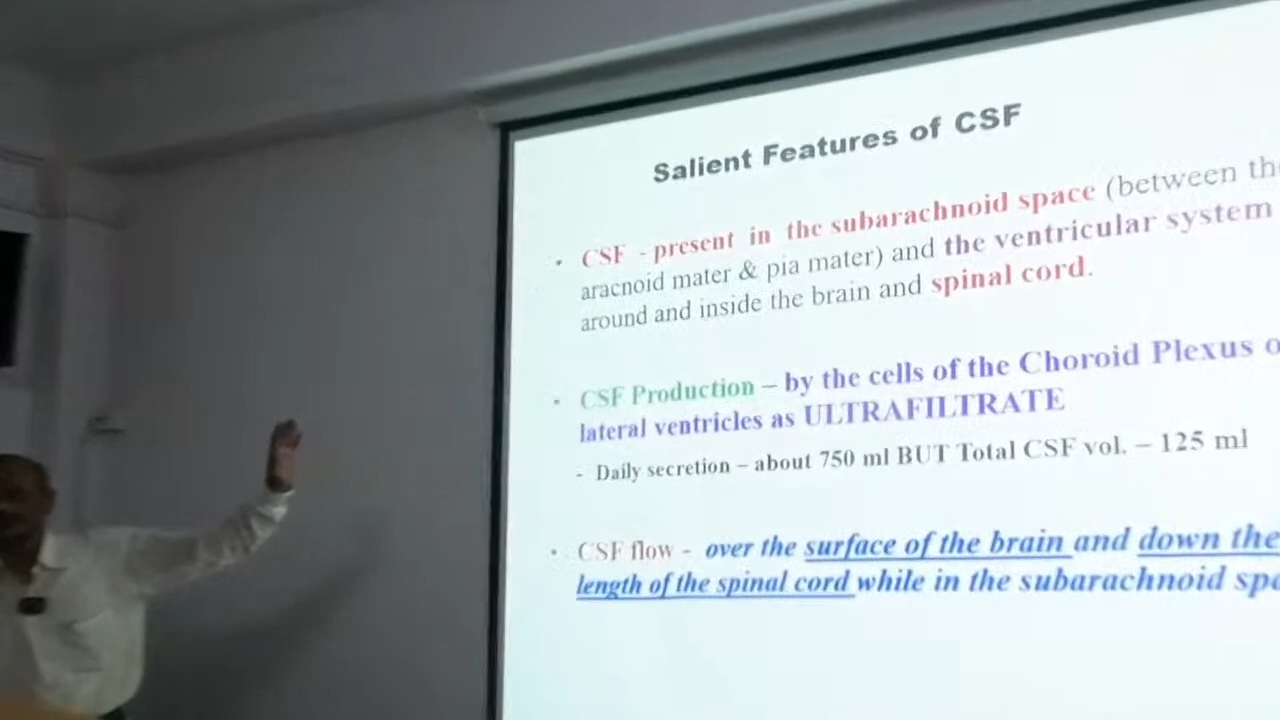 Salient Features of CSF
• CSF - present in the subarachnoid space (between the
aracnoid mater & pia mater) and the ventricular system
around and inside the brain and spinal cord.
• CSF Production – by the cells of the Choroid Plexus
lateral ventricles as ULTRAFILTRATE
- Daily secretion – about 750 ml BUT Total CSF vol. – 125 ml
• CSF flow - over the surface of the brain and down the
length of the spinal cord while in the subarachnoid